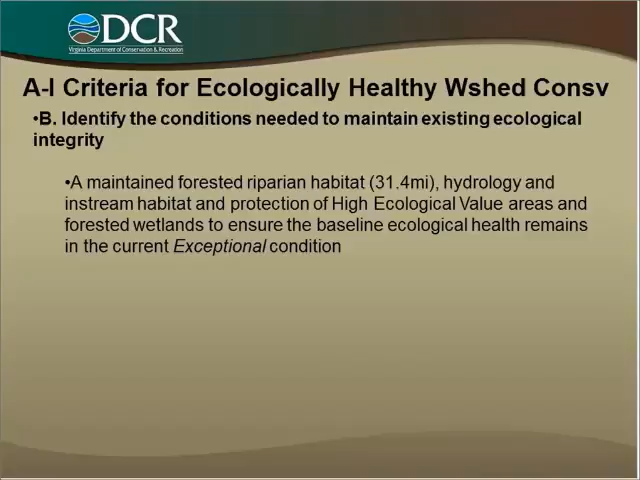 DCR
Virginia Department of Conservation & Recreation
A-I Criteria for Ecologically Healthy Wshed Consv
•B. Identify the conditions needed to maintain existing ecological
integrity
•A maintained forested riparian habitat (31.4mi), hydrology and
instream habitat and protection of High Ecological Value areas and
forested wetlands to ensure the baseline ecological health remains
in the current Exceptional condition